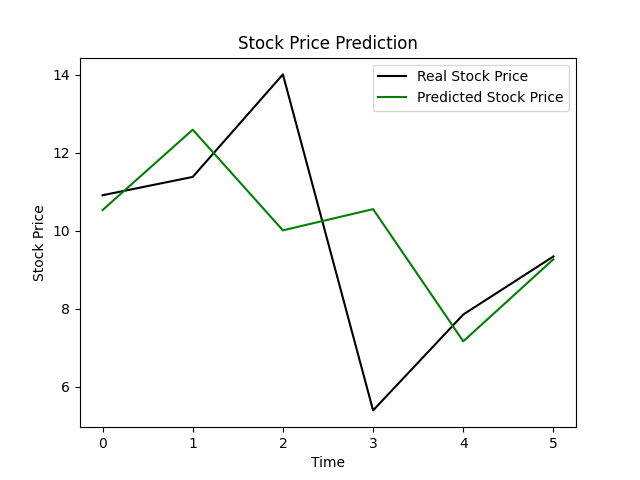 Stock Price Prediction
Real Stock Price
Predicted Stock Price
14
12
10
8
6
Stock Price
0 1 2 3 4 5
Time